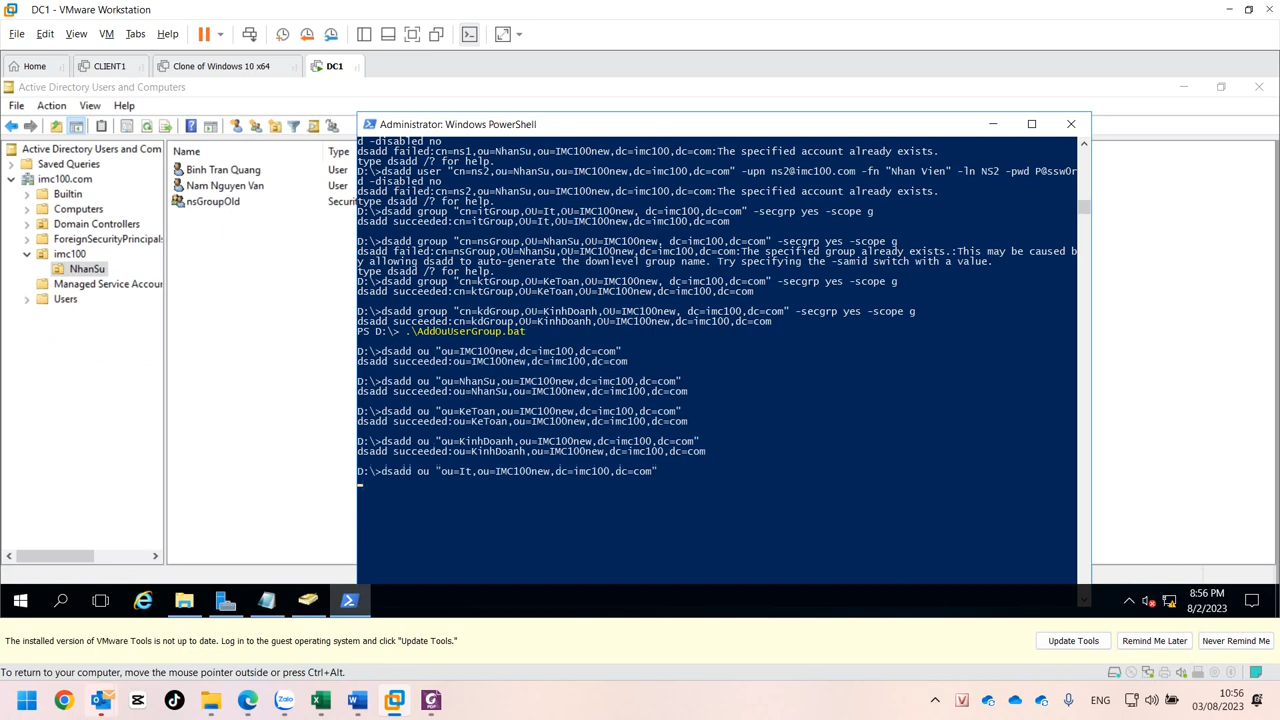 DC1 - VMware Workstation
File Edit View VM Tabs Help
Home CLIENT1 Clone of Windows 10 x64 DC1
Active Directory Users and Computers
File Action View Help
Active Directory Users and Com
Saved Queries
imc100.com
Builtin
Computers
Domain Controllers
ForeignSecurityPrincipals
imc100
NhanSu
Managed Service Accour
Users
Name Type
Binh Tran Quang User
Nam Nguyen Van User
nsGroupOld Securi
Administrator: Windows PowerShell
d -disabled no
dsadd failed:cn=ns1,ou=NhanSu,ou=IMC100new,dc=imc100,dc=com:The specified account already exists.
type dsadd /? for help.
D:\>dsadd user "cn=ns2,ou=NhanSu,ou=IMC100new,dc=imc100,dc=com" -upn ns2@imc100.com -fn "Nhan Vien" -ln NS2 -pwd P@ssw0r
d -disabled no
dsadd failed:cn=ns2,ou=NhanSu,ou=IMC100new,dc=imc100,dc=com:The specified account already exists.
type dsadd /? for help.
D:\>dsadd group "cn=itGroup,OU=It,OU=IMC100new, dc=imc100,dc=com" -secgrp yes -scope g
dsadd succeeded:cn=itGroup,OU=It,OU=IMC100new, dc=imc100,dc=com
D:\>dsadd group "cn=nsGroup,OU=NhanSu,OU=IMC100new, dc=imc100,dc=com" -secgrp yes -scope g
dsadd failed:cn=nsGroup,OU=NhanSu,OU=IMC100new, dc=imc100,dc=com:The specified group already exists.:This may be caused b
y allowing dsadd to auto-generate the downlevel group name. Try specifying the -samid switch with a value.
type dsadd /? for help.
D:\>dsadd group "cn=ktGroup,OU=KeToan,OU=IMC100new, dc=imc100,dc=com" -secgrp yes -scope g
dsadd succeeded:cn=ktGroup,OU=KeToan,OU=IMC100new, dc=imc100,dc=com
D:\>dsadd group "cn=kdGroup,OU=KinhDoanh,OU=IMC100new, dc=imc100,dc=com" -secgrp yes -scope g
dsadd succeeded:cn=kdGroup,OU=KinhDoanh,OU=IMC100new, dc=imc100,dc=com
PS D:\> .\AddOuUserGroup.bat
D:\>dsadd ou "ou=IMC100new,dc=imc100,dc=com"
dsadd succeeded:ou=IMC100new,dc=imc100,dc=com
D:\>dsadd ou "ou=NhanSu,ou=IMC100new,dc=imc100,dc=com"
dsadd succeeded:ou=NhanSu,ou=IMC100new,dc=imc100,dc=com
D:\>dsadd ou "ou=KeToan,ou=IMC100new,dc=imc100,dc=com"
dsadd succeeded:ou=KeToan,ou=IMC100new,dc=imc100,dc=com
D:\>dsadd ou "ou=KinhDoanh,ou=IMC100new,dc=imc100,dc=com"
dsadd succeeded:ou=KinhDoanh,ou=IMC100new,dc=imc100,dc=com
D:\>dsadd ou "ou=It,ou=IMC100new,dc=imc100,dc=com"
8:56 PM
8/2/2023
The installed version of VMware Tools is not up to date. Log in to the guest operating system and click "Update Tools."
Update Tools Remind Me Later Never Remind Me
To return to your computer, move the mouse pointer outside or press Ctrl+Alt.
ENG
10:56
03/08/2023